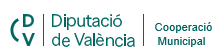 DV
Diputació
de València
Cooperació
Municipal